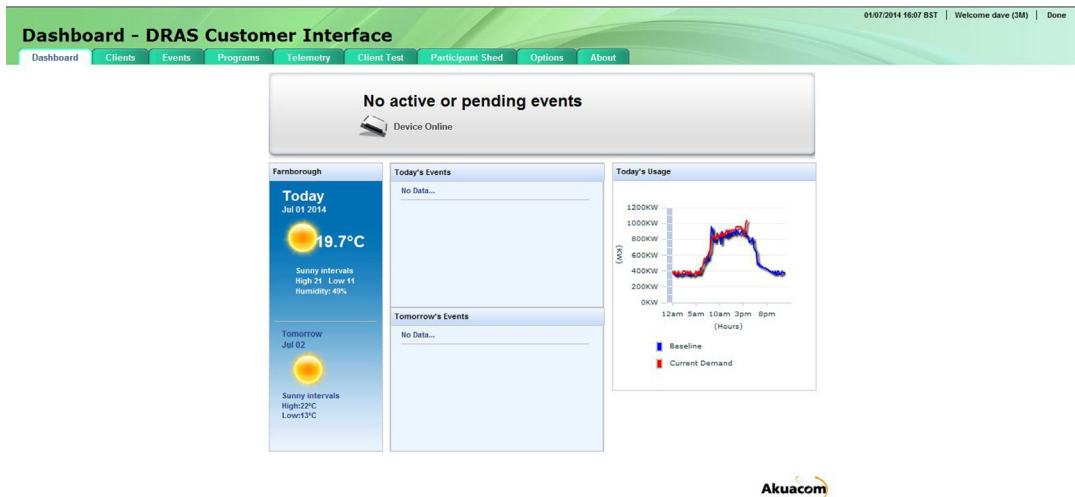 01/07/2014 16:07 BST | Welcome dave (3M) | Done
Dashboard - DRAS Customer Interface
Dashboard Clients Events Programs Telemetry Client Test Participant Shed Options About
No active or pending events
Device Online
Farnborough
Today
Jul 01 2014
19.7°C
Sunny intervals
High 21 Low 11
Humidity: 49%
Tomorrow
Jul 02
Sunny intervals
High:22°C
Low:13°C
Today's Events
No Data...
Tomorrow's Events
No Data...
Today's Usage
1200KW
1000KW
800KW
600KW
400KW
200KW
0KW
(KW)
12am 5am 10am 3pm 8pm
(Hours)
Baseline
Current Demand
Akuacom